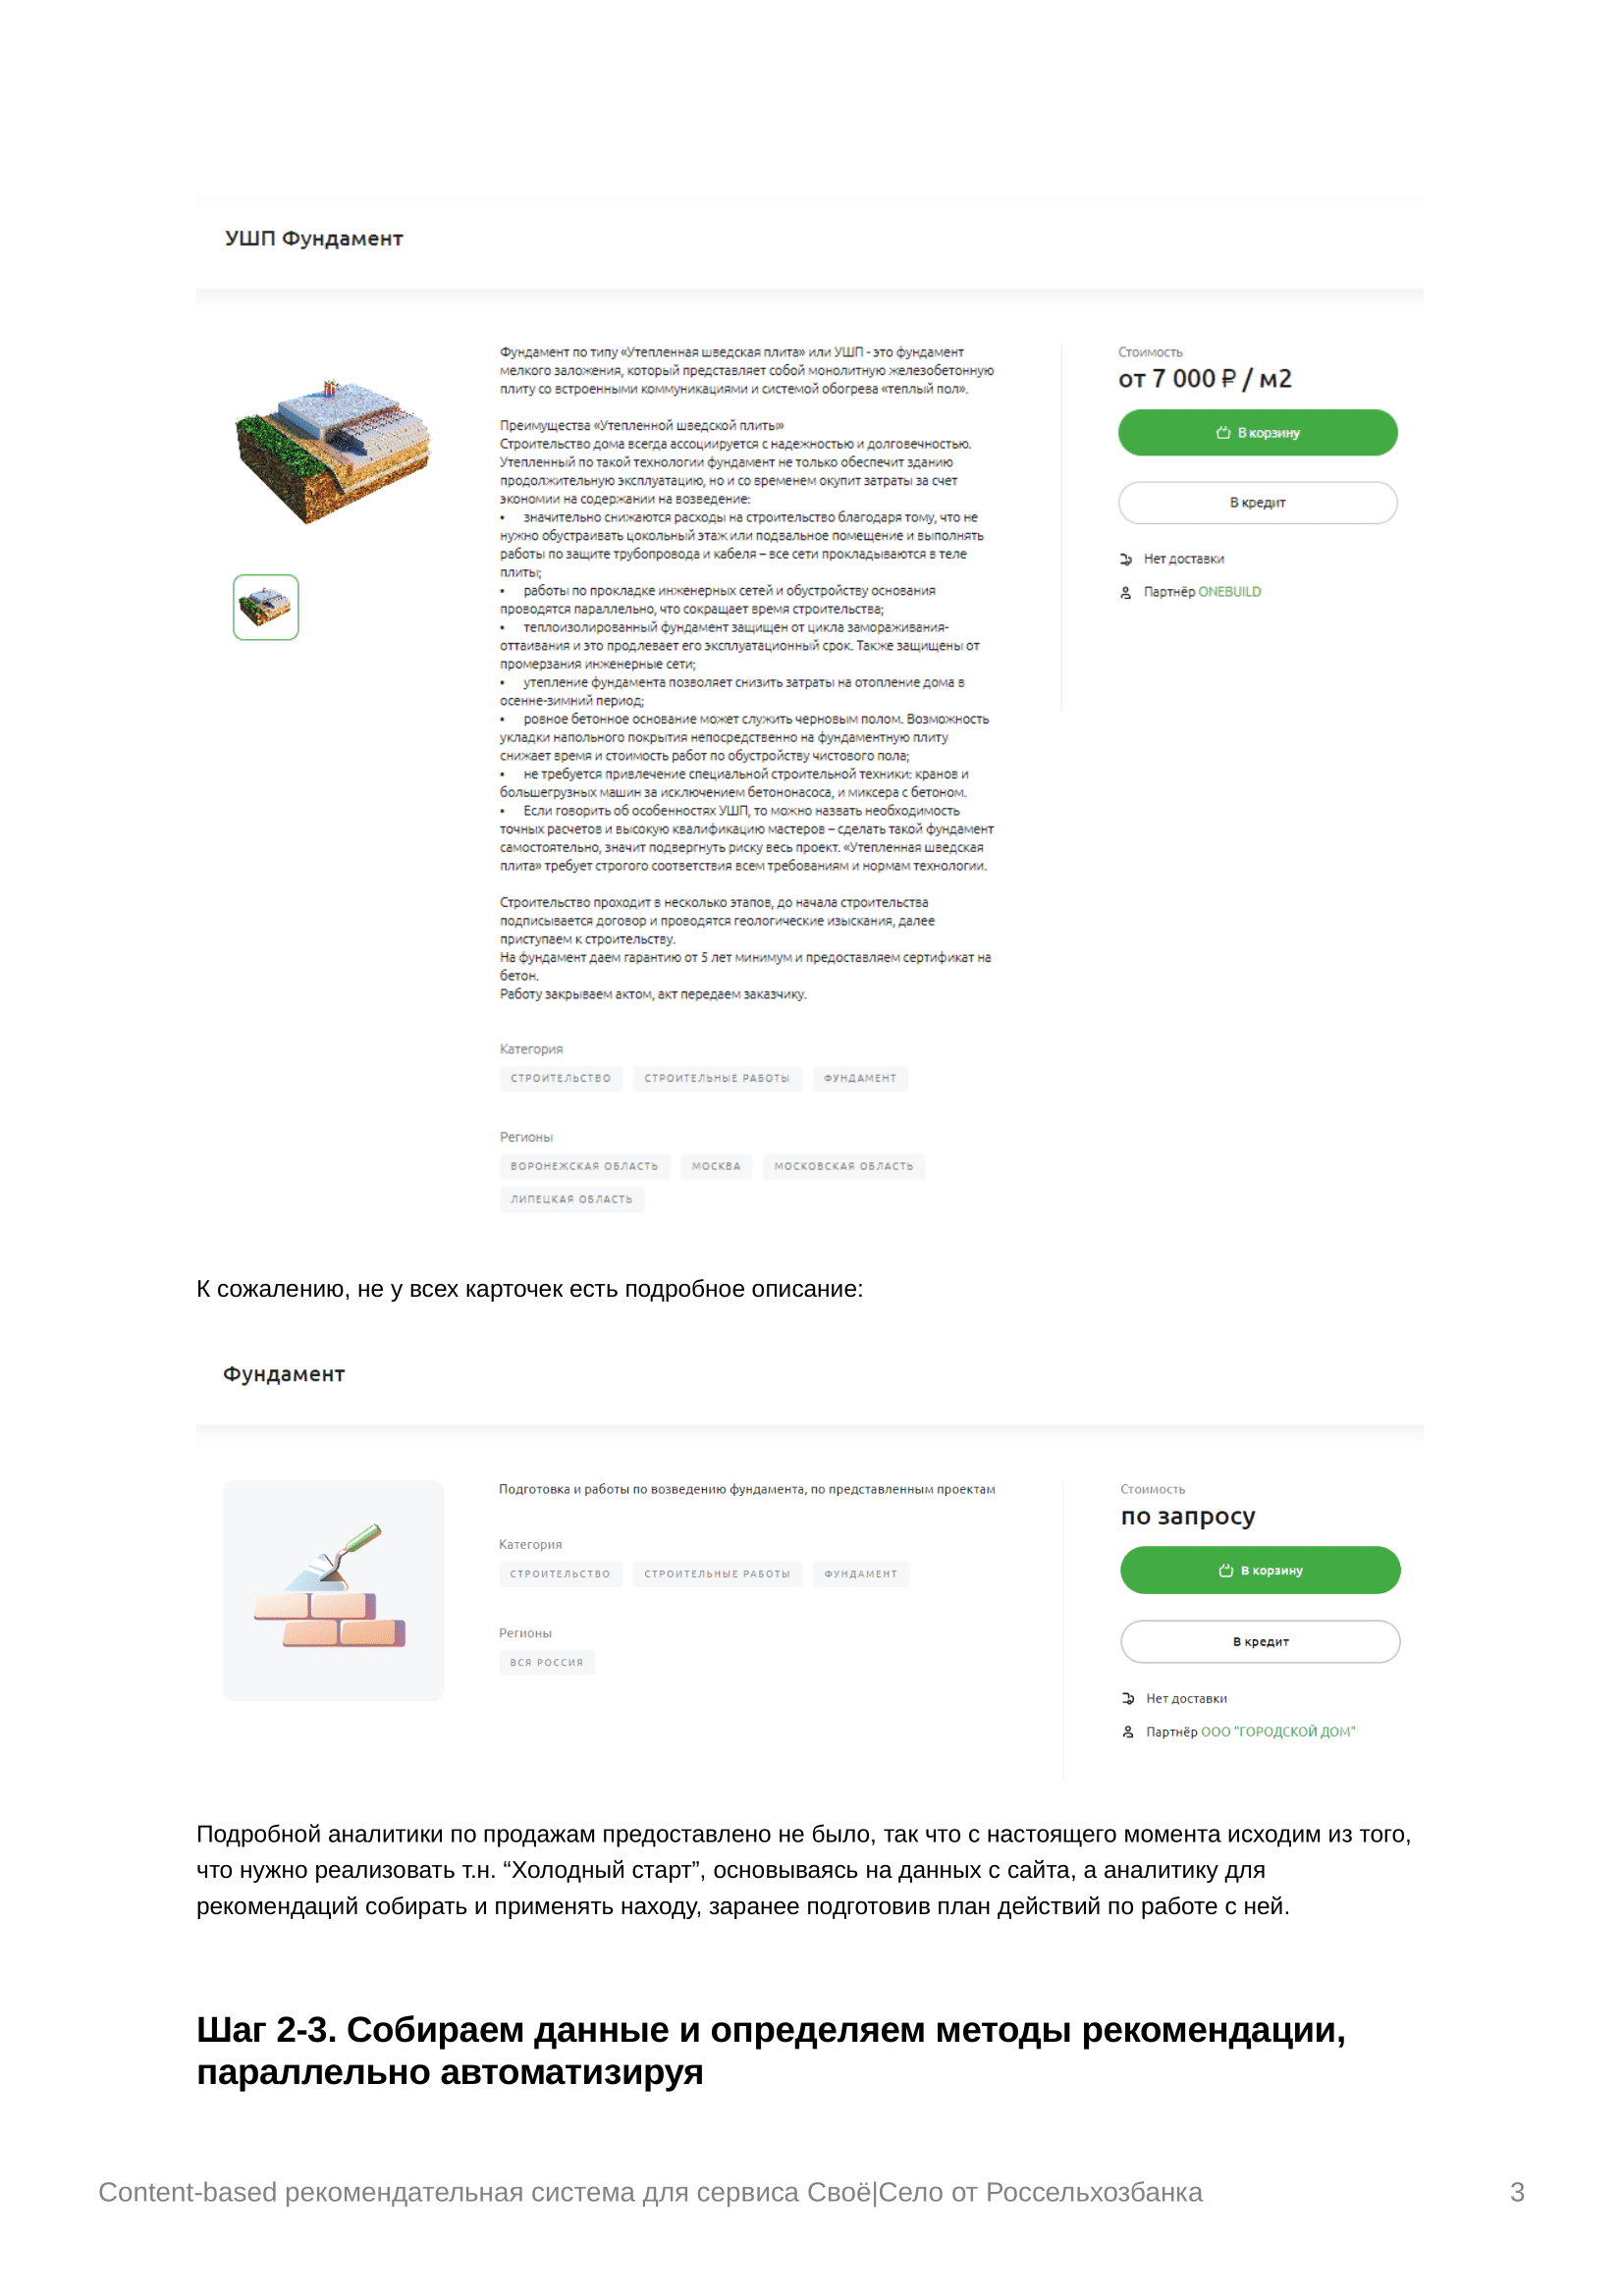 УШП Фундамент
Фундамент по типу «Утепленная шведская плита» или УШП - это фундамент
мелкого заложения, который представляет собой монолитную железобетонную
плиту со встроенными коммуникациями и системой обогрева «теплый пол».
Преимущества «Утепленной шведской плиты»
Строительство дома всегда ассоциируется с надежностью и долговечностью.
Утепленный по такой технологии фундамент не только обеспечит зданию
продолжительную эксплуатацию, но и со временем окупит затраты за счет
экономии на содержании на возведение:
• значительно снижаются расходы на строительство благодаря тому, что не
нужно обустраивать цокольный этаж или подвальное помещение и выполнять
работы по защите трубопровода и кабеля – все сети прокладываются в теле
плиты;
• работы по прокладке инженерных сетей и обустройству основания
проводятся параллельно, что сокращает время строительства;
• теплоизолированный фундамент защищен от цикла замораживания-
оттаивания и это продлевает его эксплуатационный срок. Также защищены от
промерзания инженерные сети;
• утепление фундамента позволяет снизить затраты на отопление дома в
осенне-зимний период;
• ровное бетонное основание может служить черновым полом. Возможность
укладки напольного покрытия непосредственно на фундаментную плиту
снижает время и стоимость работ по обустройству чистового пола;
• не требуется привлечение специальной строительной техники: кранов и
большегрузных машин за исключением бетононасоса, и миксера с бетоном.
• Если говорить об особенностях УШП, то можно назвать необходимость
точных расчетов и высокую квалификацию мастеров – сделать такой фундамент
самостоятельно, значит подвергнуть риску весь проект. «Утепленная шведская
плита» требует строгого соответствия всем требованиям и нормам технологии.
Строительство проходит в несколько этапов, до начала строительства
подписывается договор и проводятся геологические изыскания, далее
приступаем к строительству.
На фундамент даем гарантию от 5 лет минимум и предоставляем сертификат на
бетон.
Работу закрываем актом, акт передаем заказчику.
Категория
СТРОИТЕЛЬСТВО СТРОИТЕЛЬНЫЕ РАБОТЫ ФУНДАМЕНТ
Регионы
ВОРОНЕЖСКАЯ ОБЛАСТЬ МОСКВА МОСКОВСКАЯ ОБЛАСТЬ
ЛИПЕЦКАЯ ОБЛАСТЬ
Стоимость
от 7 000 ₽ / м2
В корзину
В кредит
Нет доставки
Партнёр ONEBUILD
К сожалению, не у всех карточек есть подробное описание:
Фундамент
Подготовка и работы по возведению фундамента, по представленным проектам
Категория
СТРОИТЕЛЬСТВО СТРОИТЕЛЬНЫЕ РАБОТЫ ФУНДАМЕНТ
Регионы
ВСЯ РОССИЯ
Стоимость
по запросу
В корзину
В кредит
Нет доставки
Партнёр ООО "ГОРОДСКОЙ ДОМ"
Подробной аналитики по продажам предоставлено не было, так что с настоящего момента исходим из того,
что нужно реализовать т.н. “Холодный старт”, основываясь на данных с сайта, а аналитику для
рекомендаций собирать и применять находу, заранее подготовив план действий по работе с ней.
Шаг 2-3. Собираем данные и определяем методы рекомендации,
параллельно автоматизируя
Content-based рекомендательная система для сервиса Своё|Село от Россельхозбанка 3